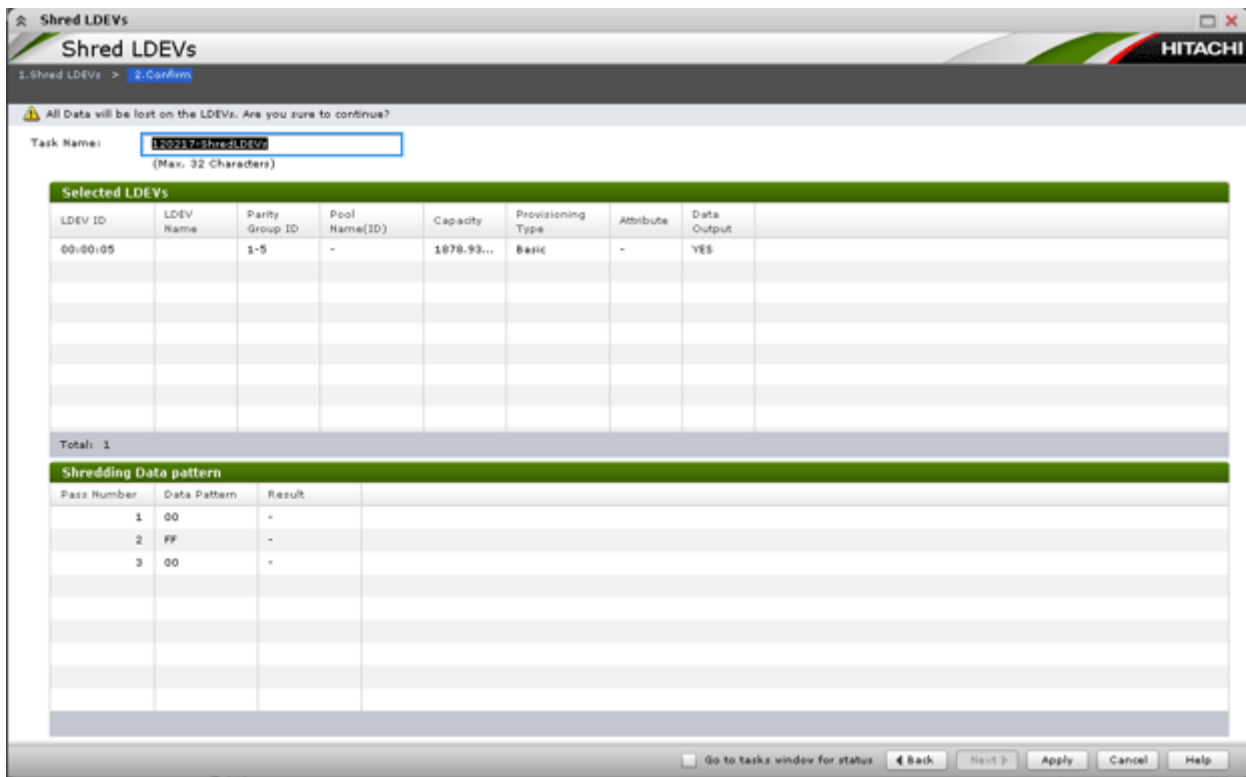 Shred LDEVs
Shred LDEVs
HITACHI
1.Shred LDEVs > 2.Confirm
All Data will be lost on the LDEVs. Are you sure to continue?
Task Name: 120217-ShredLDEVs
(Max. 32 Characters)
Selected LDEVs
LDEV ID LDEV Name Parity Group ID Pool Name(ID) Capacity Provisioning Type Attribute Data Output
00:00:05 1-5 - 1878.93... Basic - YES
Total: 1
Shredding Data pattern
Pass Number Data Pattern Result
1 00 -
2 FF -
3 00 -
Go to tasks window for status Back Next Apply Cancel Help